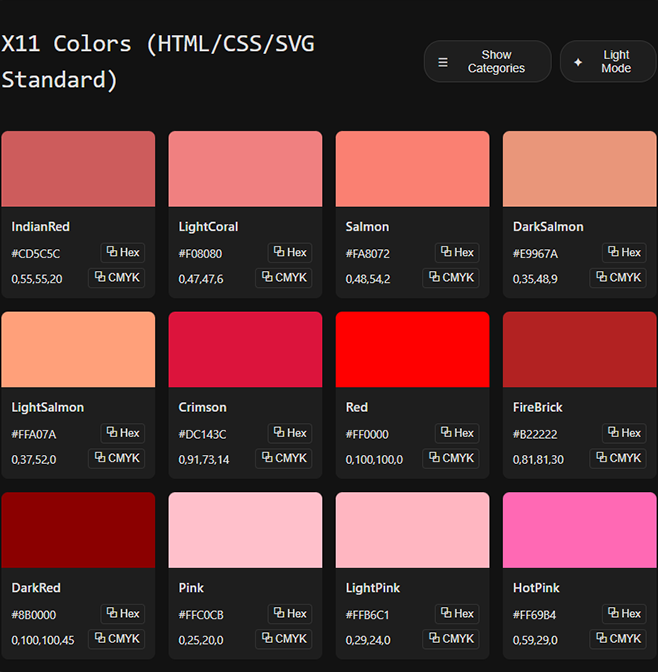 X11 Colors (HTML/CSS/SVG
Standard)
Show
Categories
Light
Mode
IndianRed
#CD5C5C Hex
0,55,55,20 CMYK
LightCoral
#F08080 Hex
0,47,47,6 CMYK
Salmon
#FA8072 Hex
0,48,54,2 CMYK
DarkSalmon
#E9967A Hex
0,35,48,9 CMYK
LightSalmon
#FFA07A Hex
0,37,52,0 CMYK
Crimson
#DC143C Hex
0,91,73,14 CMYK
Red
#FF0000 Hex
0,100,100,0 CMYK
FireBrick
#B22222 Hex
0,81,81,30 CMYK
DarkRed
#8B0000 Hex
0,100,100,45 CMYK
Pink
#FFC0CB Hex
0,25,20,0 CMYK
LightPink
#FFB6C1 Hex
0,29,24,0 CMYK
HotPink
#FF69B4 Hex
0,59,29,0 CMYK